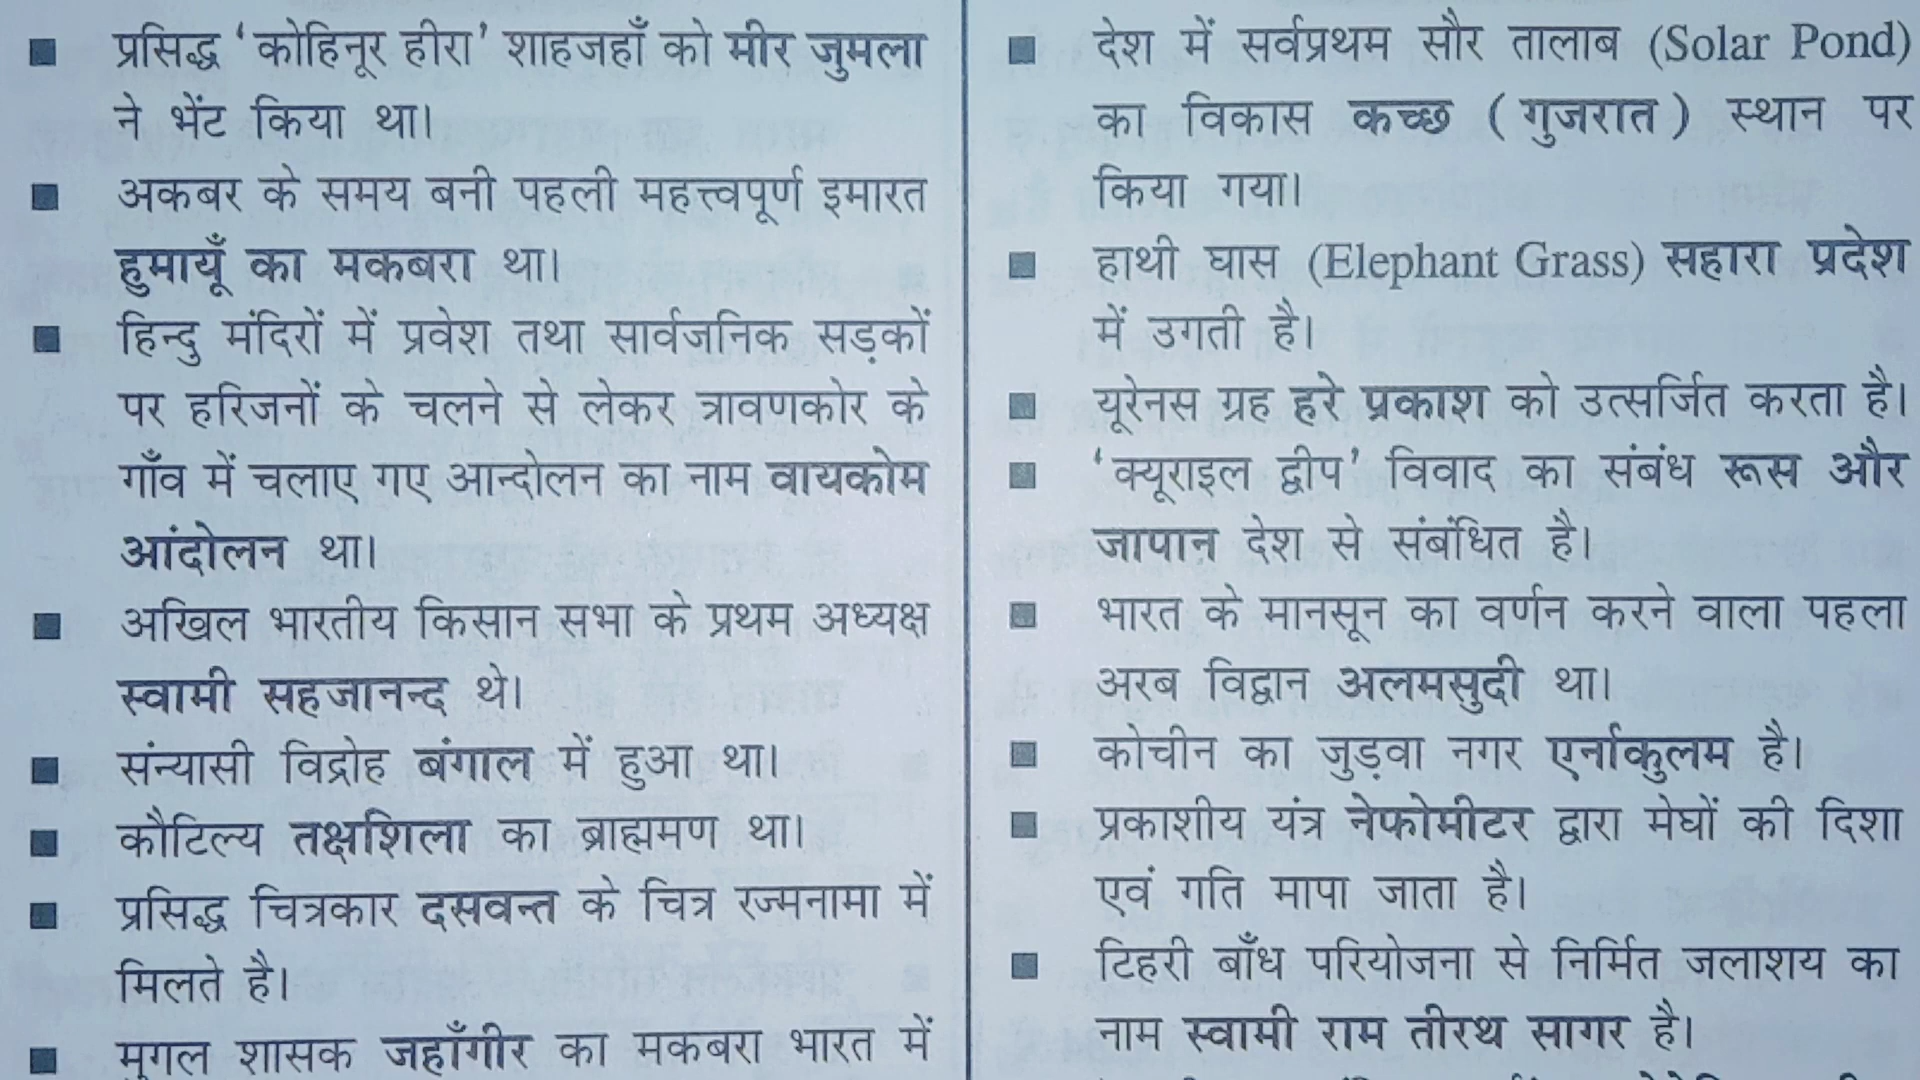 ■ प्रसिद्ध 'कोहिनूर हीरा' शाहजहाँ को मीर जुमला
ने भेंट किया था।
■ अकबर के समय बनी पहली महत्त्वपूर्ण इमारत
हुमायूँ का मकबरा था।
■ हिन्दु मंदिरों में प्रवेश तथा सार्वजनिक सड़कों
पर हरिजनों के चलने से लेकर त्रावणकोर के
गाँव में चलाए गए आन्दोलन का नाम वायकोम
आंदोलन था।
■ अखिल भारतीय किसान सभा के प्रथम अध्यक्ष
स्वामी सहजानन्द थे।
■ संन्यासी विद्रोह बंगाल में हुआ था।
■ कौटिल्य तक्षशिला का ब्राह्ममण था।
■ प्रसिद्ध चित्रकार दसवन्त के चित्र रज्मनामा में
मिलते है।
■ मुगल शासक जहाँगीर का मकबरा भारत में
■ देश में सर्वप्रथम सौर तालाब (Solar Pond)
का विकास कच्छ (गुजरात) स्थान पर
किया गया।
■ हाथी घास (Elephant Grass) सहारा प्रदेश
में उगती है।
■ यूरेनस ग्रह हरे प्रकाश को उत्सर्जित करता है।
■ 'क्यूराइल द्वीप' विवाद का संबंध रूस और
जापान देश से संबंधित है।
■ भारत के मानसून का वर्णन करने वाला पहला
अरब विद्वान अलमसुदी था।
■ कोचीन का जुड़वा नगर एर्नाकुलम है।
■ प्रकाशीय यंत्र नेफोमीटर द्वारा मेघों की दिशा
एवं गति मापा जाता है।
■ टिहरी बाँध परियोजना से निर्मित जलाशय का
नाम स्वामी राम तीरथ सागर है।